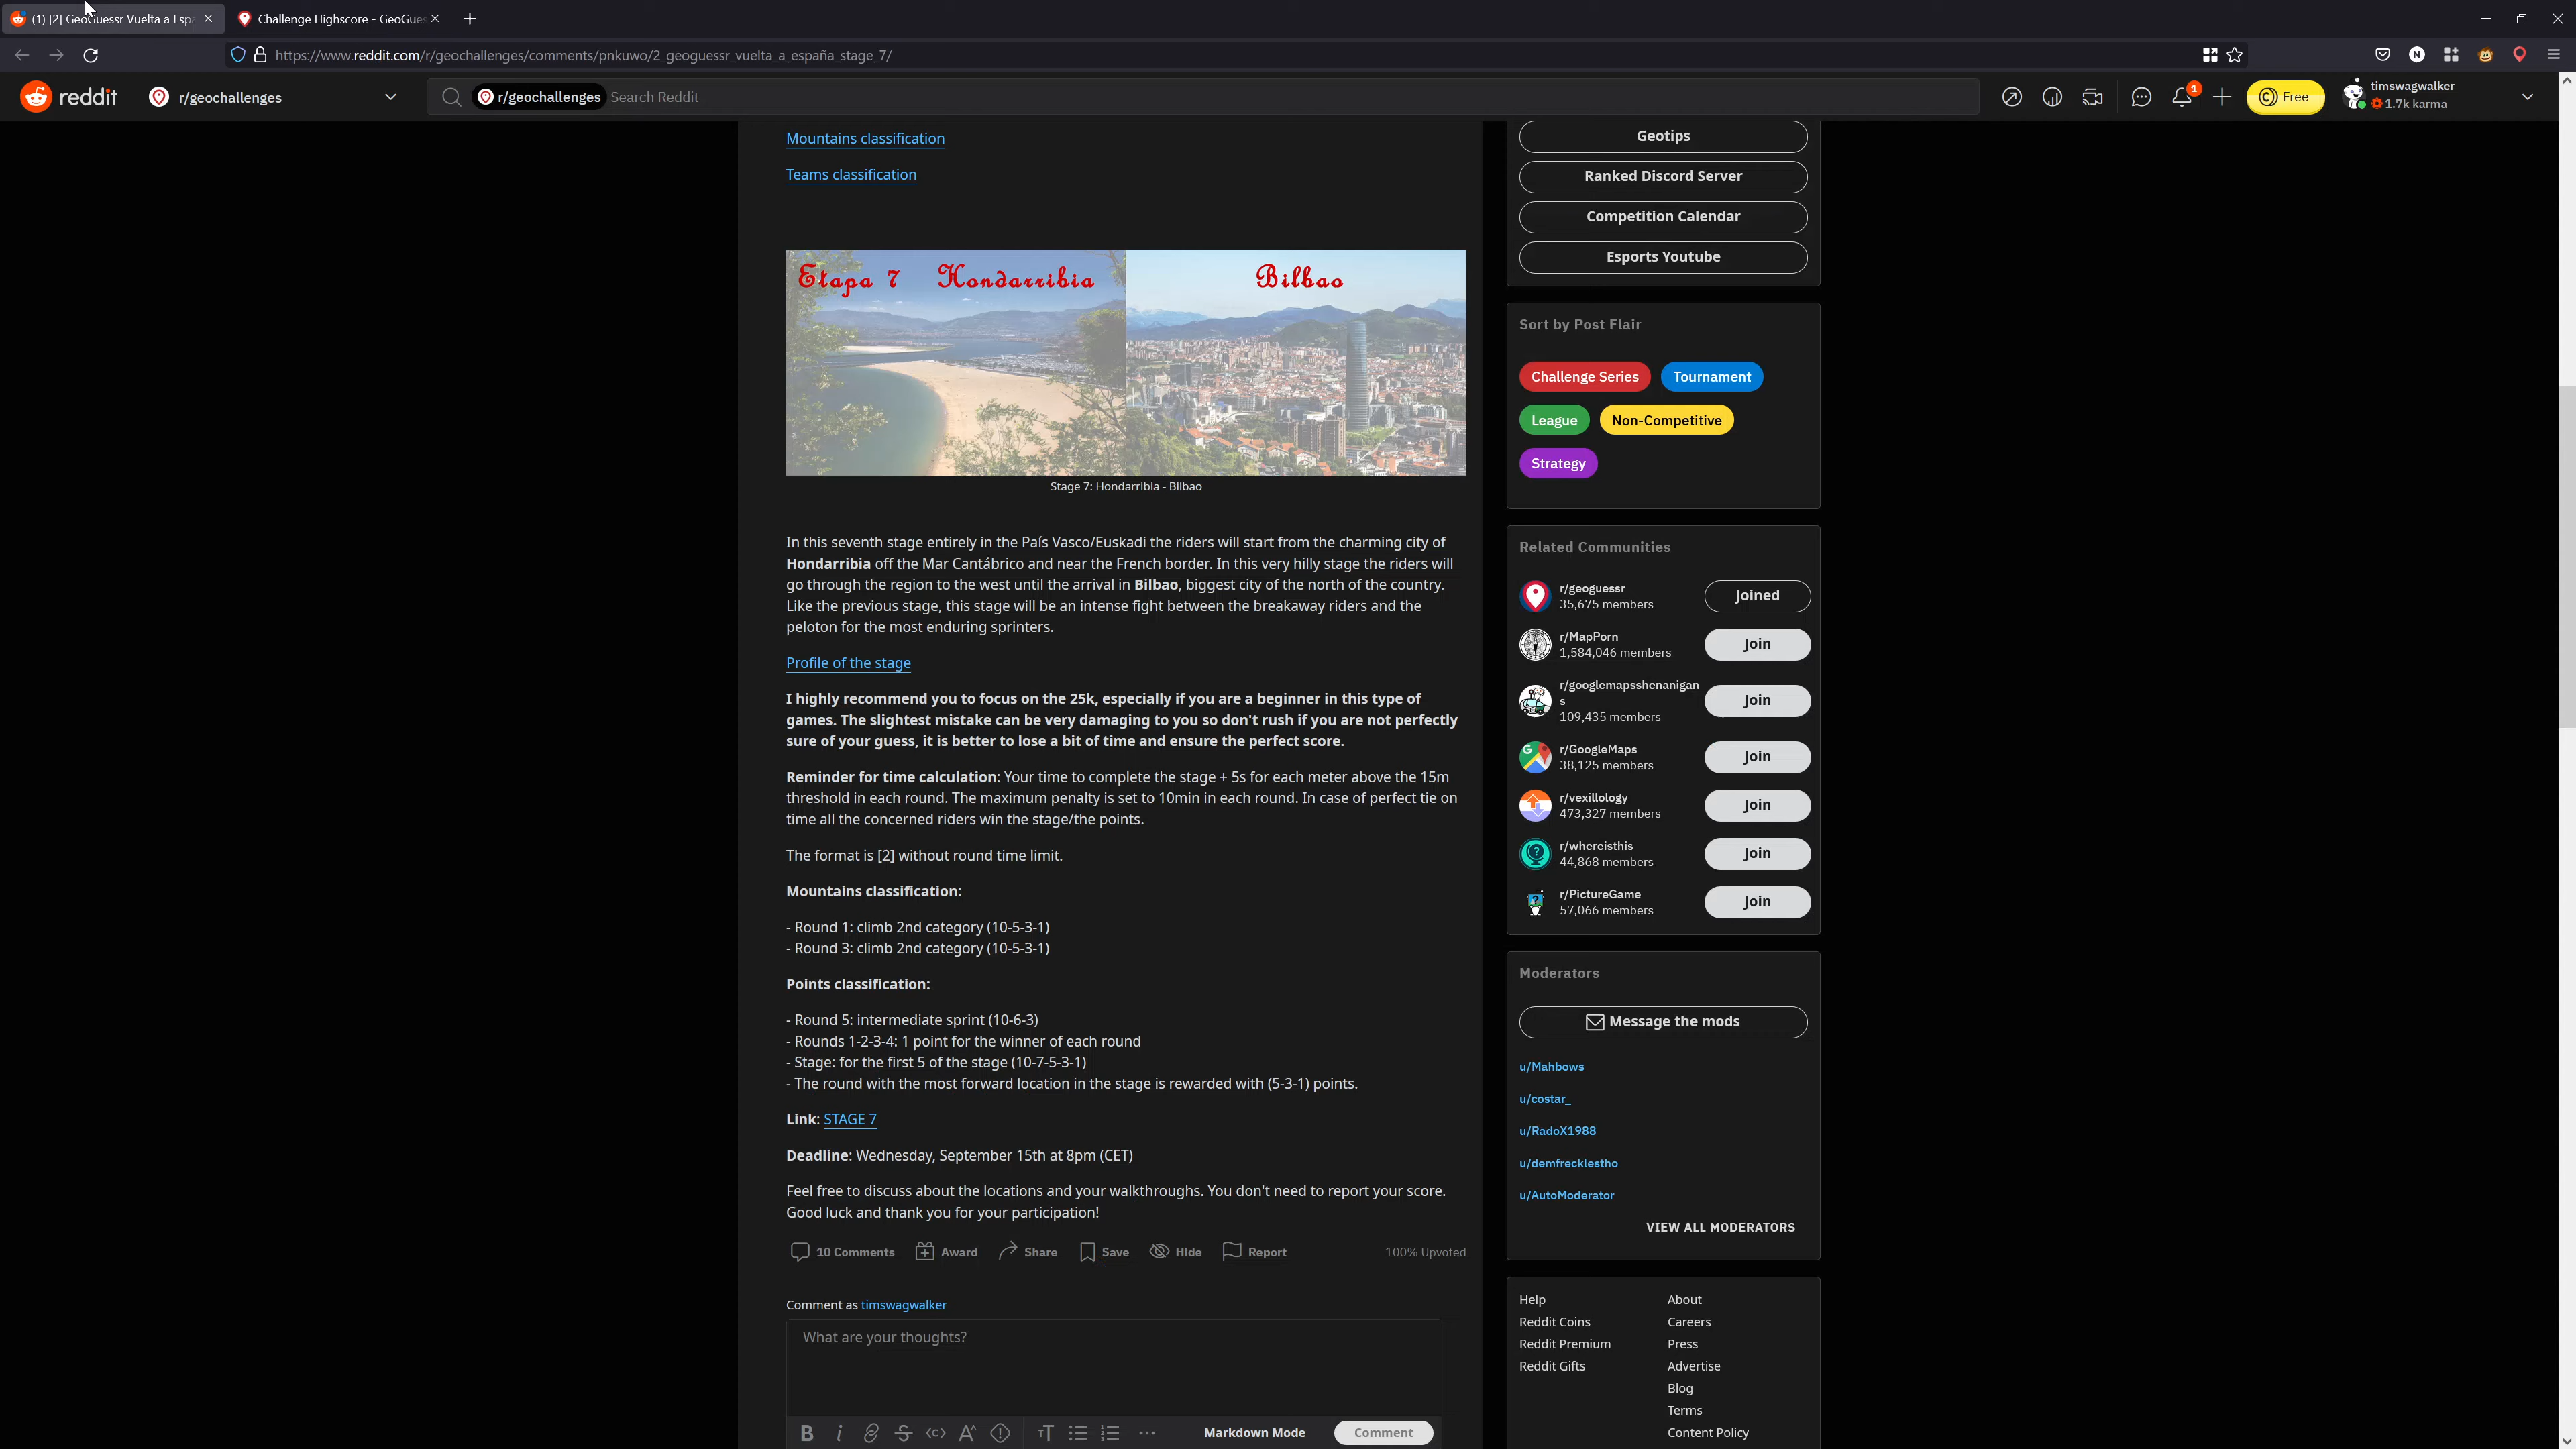 (1) [2] GeoGuessr Vuelta a Espa
Challenge Highscore - GeoGues
https://www.reddit.com/r/geochallenges/comments/pnkuwo/2_geoguessr_vuelta_a_españa_stage_7/
reddit
r/geochallenges
r/geochallenges Search Reddit
1
Free
timswagwalker
1.7k karma
Mountains classification
Teams classification
Etapa 7 Hondarribia
Bilbao
Stage 7: Hondarribia - Bilbao
In this seventh stage entirely in the País Vasco/Euskadi the riders will start from the charming city of
Hondarribia off the Mar Cantábrico and near the French border. In this very hilly stage the riders will
go through the region to the west until the arrival in Bilbao, biggest city of the north of the country.
Like the previous stage, this stage will be an intense fight between the breakaway riders and the
peloton for the most enduring sprinters.
Profile of the stage
I highly recommend you to focus on the 25k, especially if you are a beginner in this type of
games. The slightest mistake can be very damaging to you so don't rush if you are not perfectly
sure of your guess, it is better to lose a bit of time and ensure the perfect score.
Reminder for time calculation: Your time to complete the stage + 5s for each meter above the 15m
threshold in each round. The maximum penalty is set to 10min in each round. In case of perfect tie on
time all the concerned riders win the stage/the points.
The format is [2] without round time limit.
Mountains classification:
- Round 1: climb 2nd category (10-5-3-1)
- Round 3: climb 2nd category (10-5-3-1)
Points classification:
- Round 5: intermediate sprint (10-6-3)
- Rounds 1-2-3-4: 1 point for the winner of each round
- Stage: for the first 5 of the stage (10-7-5-3-1)
- The round with the most forward location in the stage is rewarded with (5-3-1) points.
Link: STAGE 7
Deadline: Wednesday, September 15th at 8pm (CET)
Feel free to discuss about the locations and your walkthroughs. You don't need to report your score.
Good luck and thank you for your participation!
10 Comments
Award
Share
Save
Hide
Report
100% Upvoted
Comment as timswagwalker
What are your thoughts?
Markdown Mode
Comment
Geotips
Ranked Discord Server
Competition Calendar
Esports Youtube
Sort by Post Flair
Challenge Series
Tournament
League
Non-Competitive
Strategy
Related Communities
r/geoguessr
35,675 members
Joined
r/MapPorn
1,584,046 members
Join
r/googlemapsshenanigan
s
109,435 members
Join
r/GoogleMaps
38,125 members
Join
r/vexillology
473,327 members
Join
r/whereisthis
44,868 members
Join
r/PictureGame
57,066 members
Join
Moderators
Message the mods
u/Mahbows
u/costar_
u/RadoX1988
u/demfrecklestho
u/AutoModerator
VIEW ALL MODERATORS
Help
Reddit Coins
Reddit Premium
Reddit Gifts
About
Careers
Press
Advertise
Blog
Terms
Content Policy